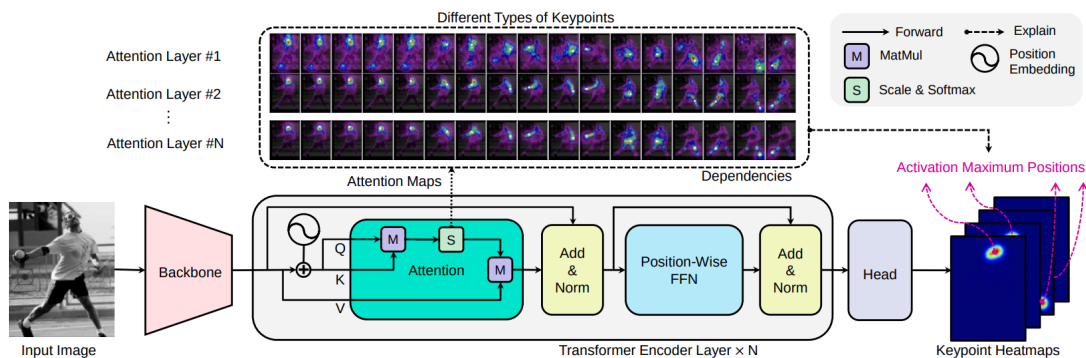 Different Types of Keypoints
Attention Layer #1
Attention Layer #2
⋮
Attention Layer #N
Dependencies
Attention Maps
Forward
Explain
M
MatMul
Position
Embedding
S
Scale & Softmax
Activation Maximum Positions
Input Image
Backbone
Q
K
V
M
S
M
Attention
Add
&
Norm
Position-Wise
FFN
Add
&
Norm
Transformer Encoder Layer × N
Head
Keypoint Heatmaps